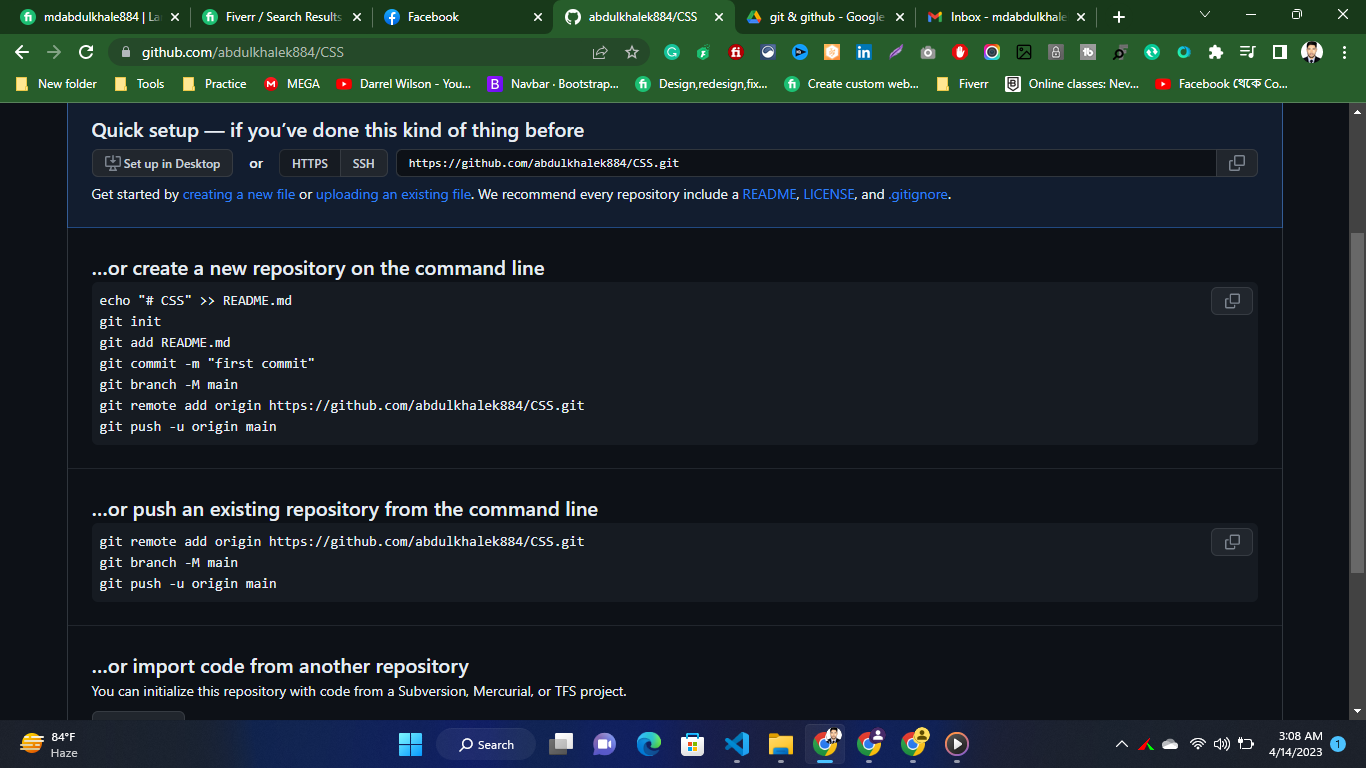 mdabdulkhale884 | La
Fiverr / Search Results
Facebook
abdulkhalek884/CSS
git & github - Google
Inbox - mdabdulkhale
github.com/abdulkhalek884/CSS
New folder
Tools
Practice
MEGA
Darrel Wilson - You...
Navbar · Bootstrap...
Design,redesign,fix...
Create custom web...
Fiverr
Online classes: Nev...
Facebook থেকে Co...
Quick setup — if you’ve done this kind of thing before
Set up in Desktop or HTTPS SSH https://github.com/abdulkhalek884/CSS.git
Get started by creating a new file or uploading an existing file. We recommend every repository include a README, LICENSE, and .gitignore.
…or create a new repository on the command line
echo "# CSS" >> README.md
git init
git add README.md
git commit -m "first commit"
git branch -M main
git remote add origin https://github.com/abdulkhalek884/CSS.git
git push -u origin main
…or push an existing repository from the command line
git remote add origin https://github.com/abdulkhalek884/CSS.git
git branch -M main
git push -u origin main
…or import code from another repository
You can initialize this repository with code from a Subversion, Mercurial, or TFS project.
84°F
Haze
Search
3:08 AM
4/14/2023
1